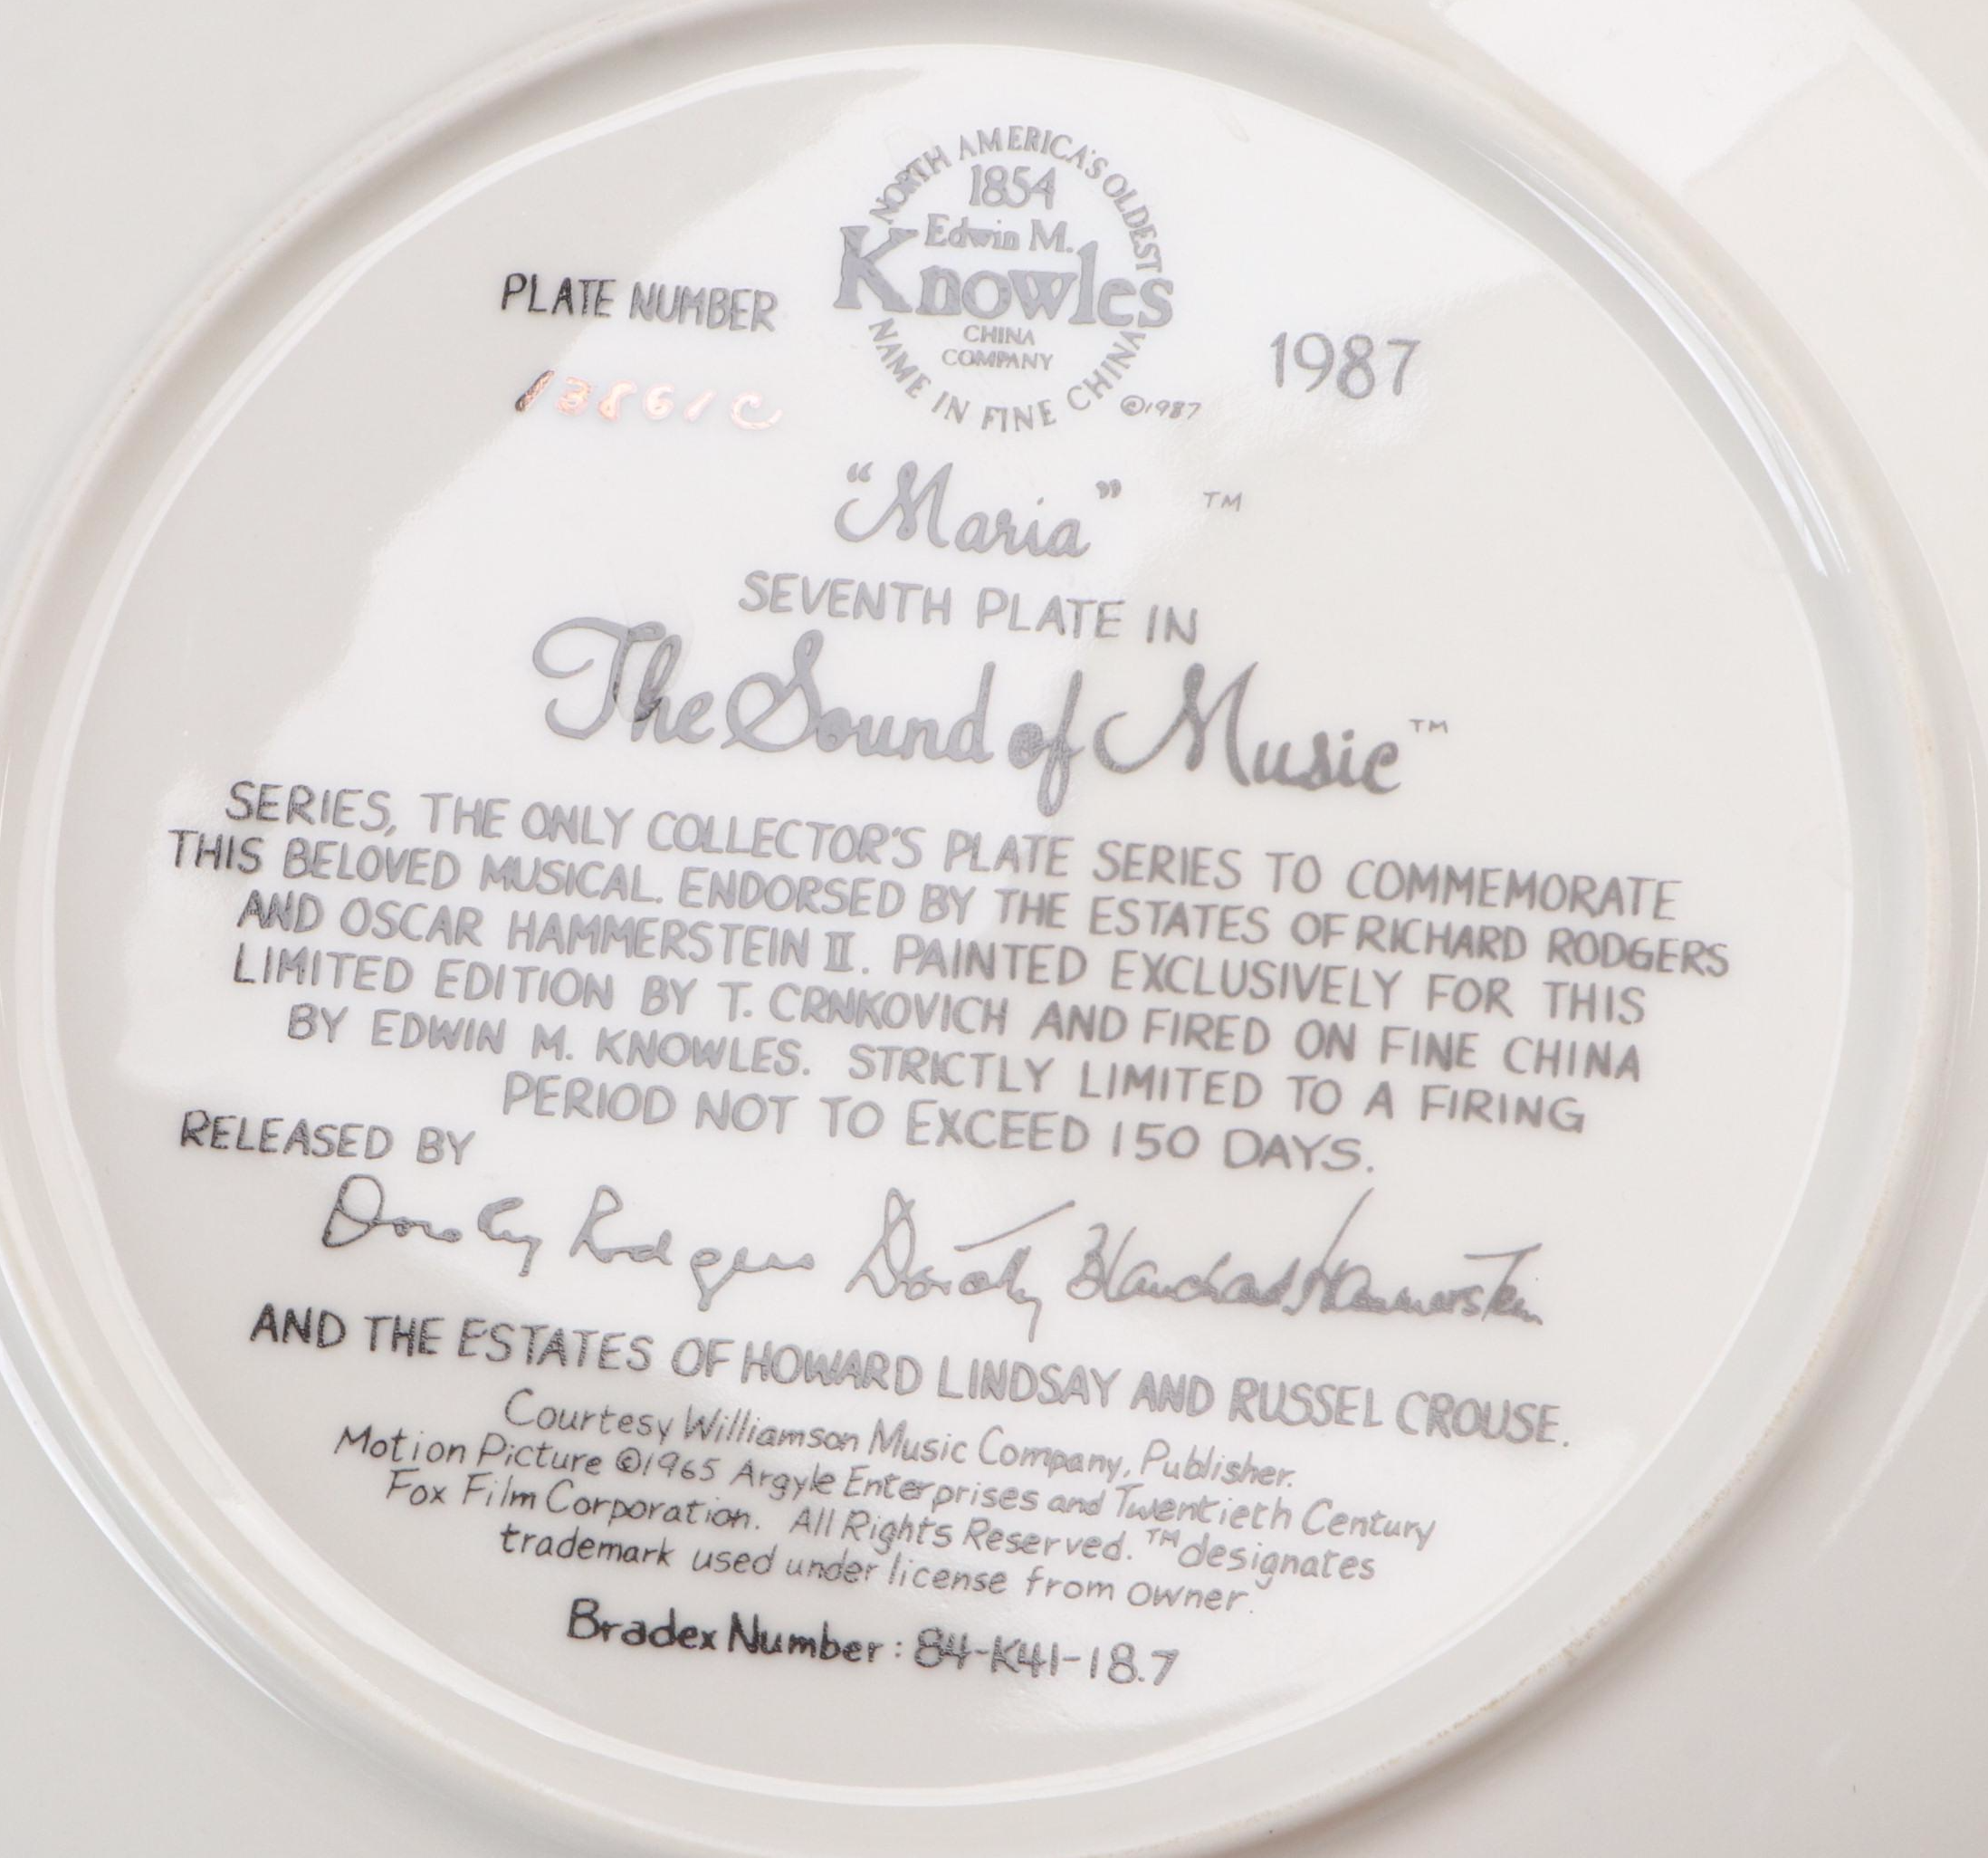 NORTH AMERICA'S OLDEST
1854
Edwin M.
Knowles
CHINA
COMPANY
NAME IN FINE CHINA
©1987
PLATE NUMBER
13861C
1987
“Maria” ™
SEVENTH PLATE IN
The Sound of Music™
SERIES, THE ONLY COLLECTOR'S PLATE SERIES TO COMMEMORATE
THIS BELOVED MUSICAL. ENDORSED BY THE ESTATES OF RICHARD RODGERS
AND OSCAR HAMMERSTEIN II. PAINTED EXCLUSIVELY FOR THIS
LIMITED EDITION BY T. CRNKOVICH AND FIRED ON FINE CHINA
BY EDWIN M. KNOWLES. STRICTLY LIMITED TO A FIRING
PERIOD NOT TO EXCEED 150 DAYS.
RELEASED BY
Dorothy Rodgers Dorothy Blanchard Hammerstein
AND THE ESTATES OF HOWARD LINDSAY AND RUSSEL CROUSE.
Courtesy Williamson Music Company, Publisher.
Motion Picture ©1965 Argyle Enterprises and Twentieth Century
Fox Film Corporation. All Rights Reserved. ™ designates
trademark used under license from owner.
Bradex Number: 84-K41-18.7